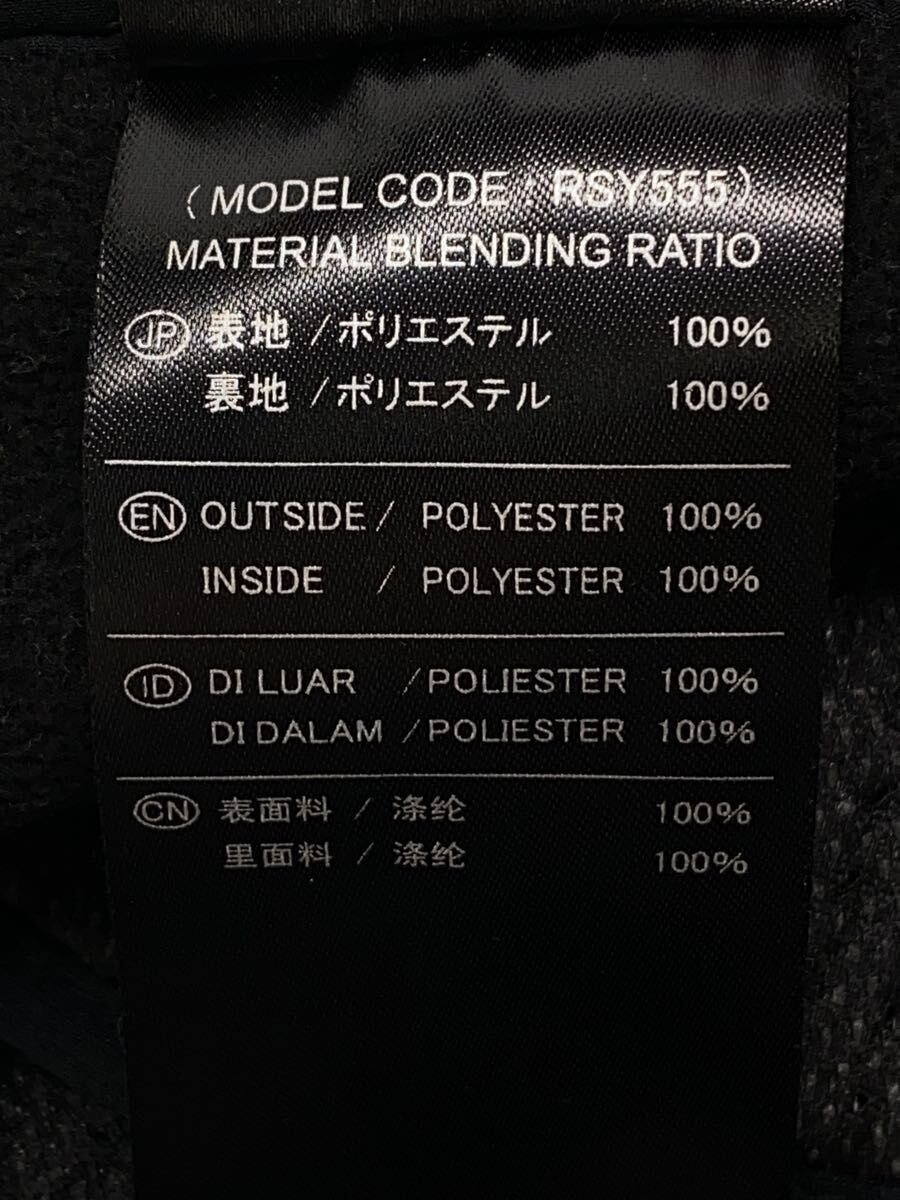 ( MODEL CODE : RSY555 )
MATERIAL BLENDING RATIO
JP 表地 / ポリエステル 100%
裏地 / ポリエステル 100%
EN OUTSIDE / POLYESTER 100%
INSIDE / POLYESTER 100%
ID DI LUAR / POLIESTER 100%
DI DALAM / POLIESTER 100%
CN 表面料 / 涤纶 100%
里面料 / 涤纶 100%